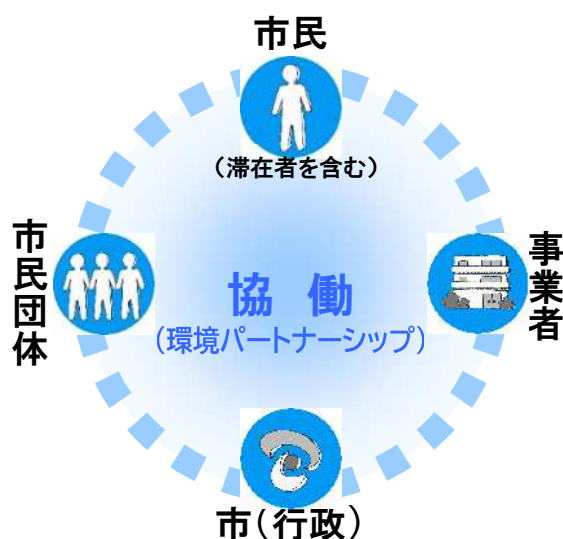 市民
（滞在者を含む）
市民団体
事業者
協 働
（環境パートナーシップ）
市（行政）